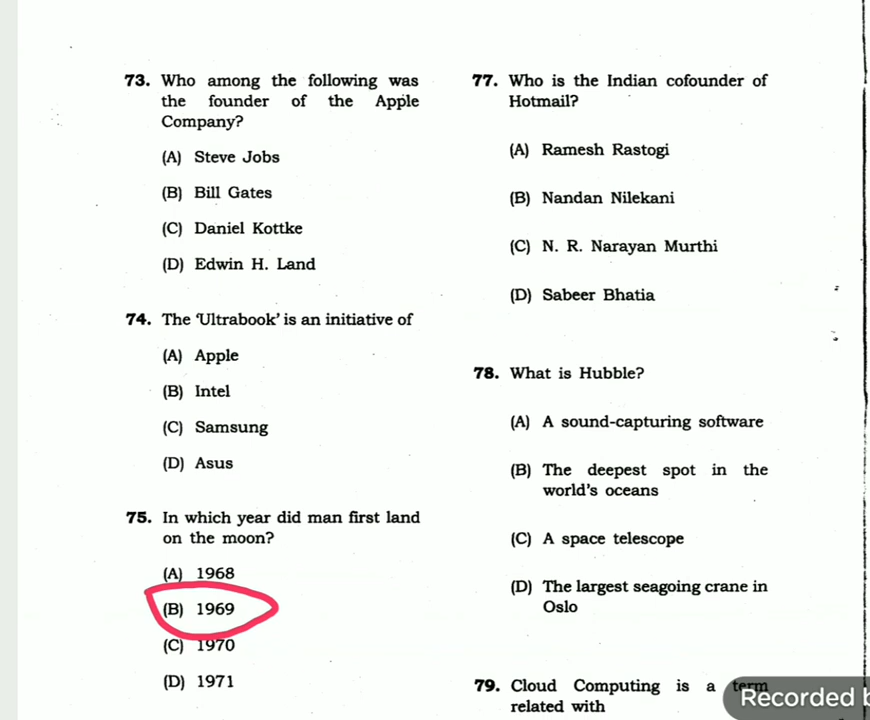 73. Who among the following was
the founder of the Apple
Company?
(A) Steve Jobs
(B) Bill Gates
(C) Daniel Kottke
(D) Edwin H. Land
74. The 'Ultrabook' is an initiative of
(A) Apple
(B) Intel
(C) Samsung
(D) Asus
75. In which year did man first land
on the moon?
(A) 1968
(B) 1969
(C) 1970
(D) 1971
77. Who is the Indian cofounder of
Hotmail?
(A) Ramesh Rastogi
(B) Nandan Nilekani
(C) N. R. Narayan Murthi
(D) Sabeer Bhatia
78. What is Hubble?
(A) A sound-capturing software
(B) The deepest spot in the
world's oceans
(C) A space telescope
(D) The largest seagoing crane in
Oslo
79. Cloud Computing is a term
related with
Recorded